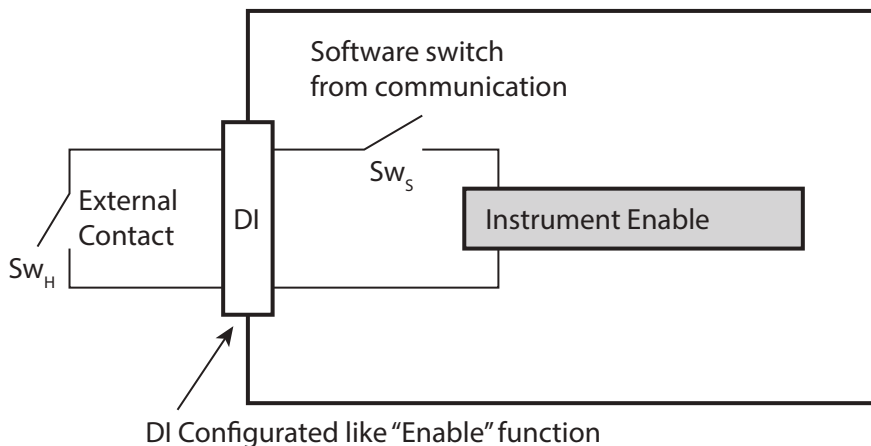 Software switch
from communication
Sw_S
External
Contact
DI
Instrument Enable
Sw_H
DI Configurated like “Enable” function